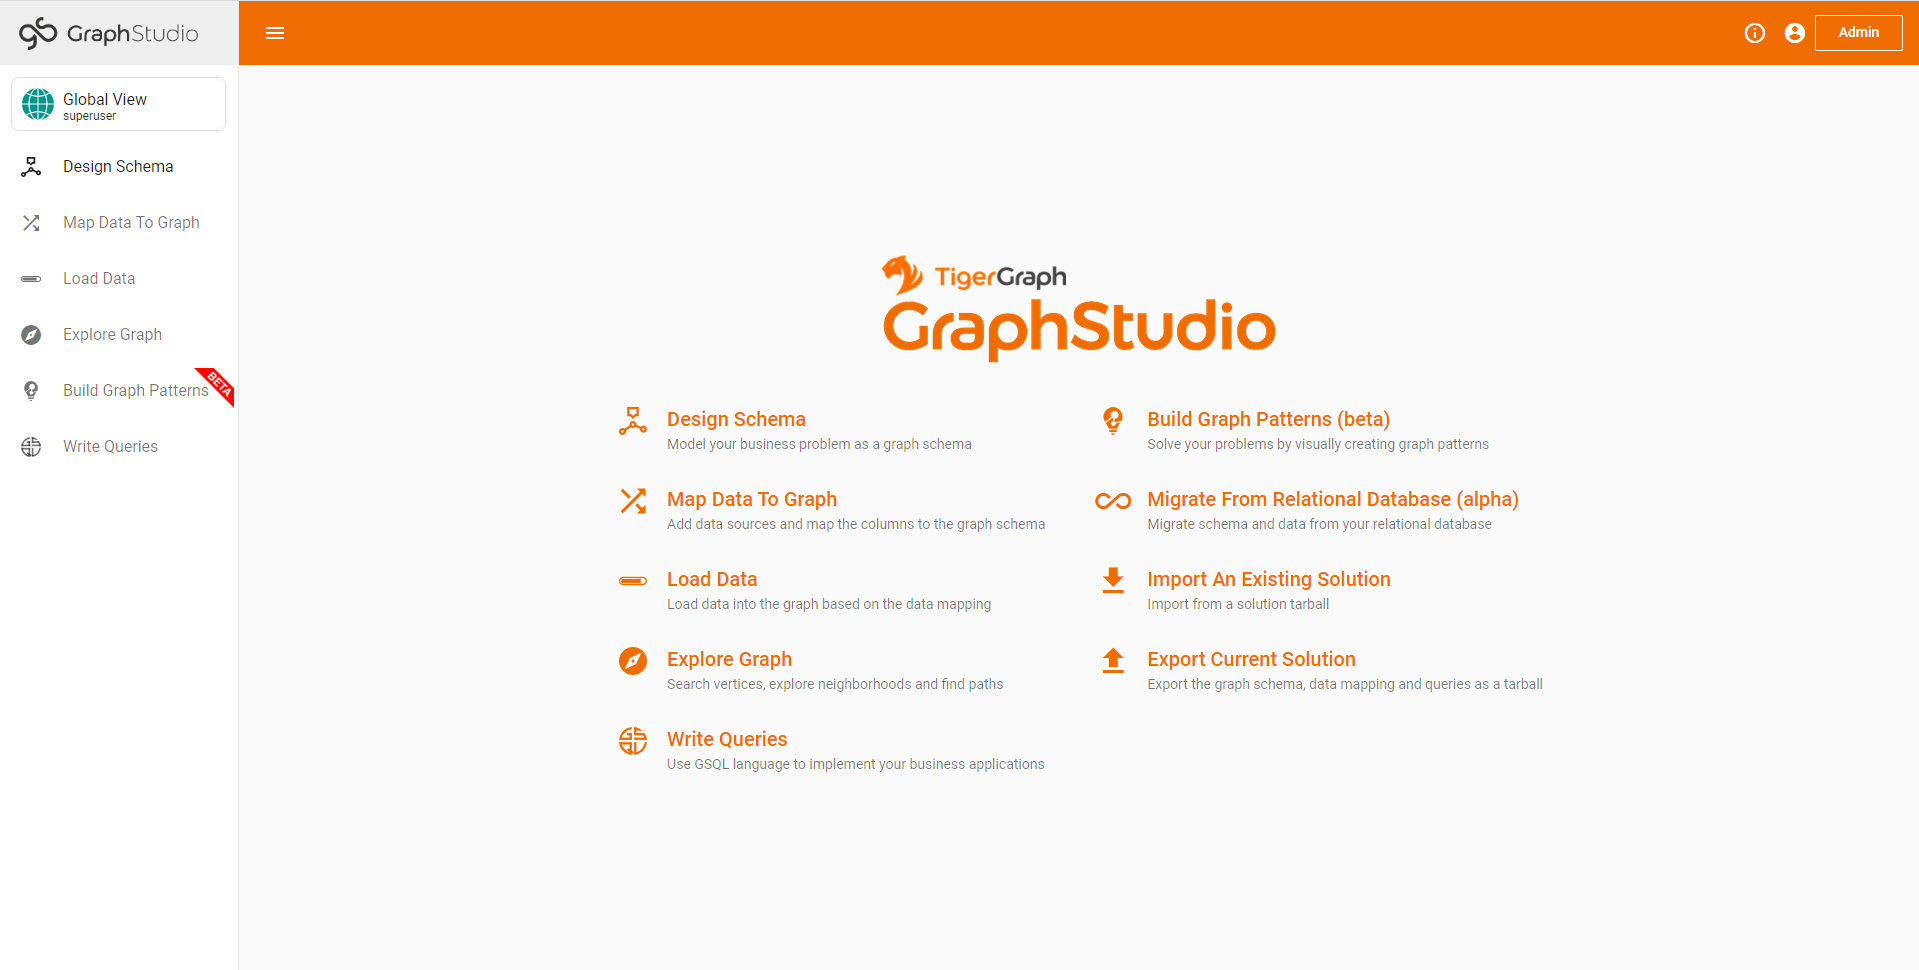 GraphStudio
Admin
Global View
superuser
Design Schema
Map Data To Graph
Load Data
Explore Graph
Build Graph Patterns
BETA
Write Queries
TigerGraph
GraphStudio
Design Schema
Model your business problem as a graph schema
Map Data To Graph
Add data sources and map the columns to the graph schema
Load Data
Load data into the graph based on the data mapping
Explore Graph
Search vertices, explore neighborhoods and find paths
Write Queries
Use GSQL language to implement your business applications
Build Graph Patterns (beta)
Solve your problems by visually creating graph patterns
Migrate From Relational Database (alpha)
Migrate schema and data from your relational database
Import An Existing Solution
Import from a solution tarball
Export Current Solution
Export the graph schema, data mapping and queries as a tarball